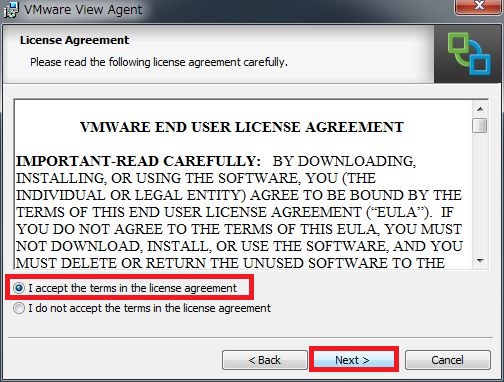 VMware View Agent
License Agreement
Please read the following license agreement carefully.
VMWARE END USER LICENSE AGREEMENT
IMPORTANT-READ CAREFULLY: BY DOWNLOADING,
INSTALLING, OR USING THE SOFTWARE, YOU (THE
INDIVIDUAL OR LEGAL ENTITY) AGREE TO BE BOUND BY THE
TERMS OF THIS END USER LICENSE AGREEMENT (“EULA”). IF
YOU DO NOT AGREE TO THE TERMS OF THIS EULA, YOU MUST
NOT DOWNLOAD, INSTALL, OR USE THE SOFTWARE, AND YOU
MUST DELETE OR RETURN THE UNUSED SOFTWARE TO THE
I accept the terms in the license agreement
I do not accept the terms in the license agreement
< Back Next > Cancel